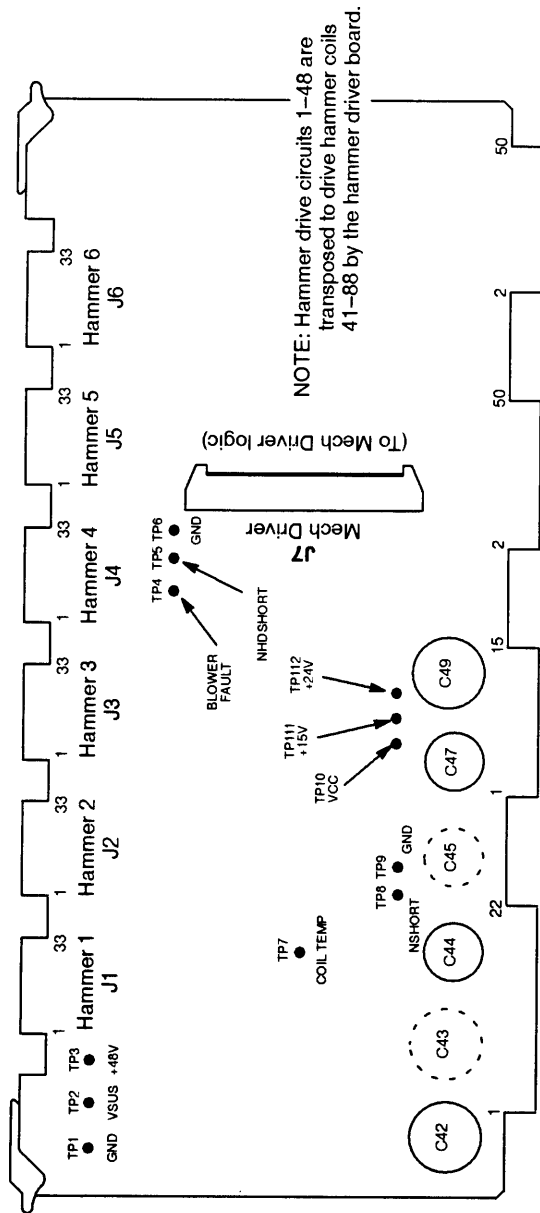 1 33 1 33 1 33 1 33 1 33 1 33
Hammer 1 Hammer 2 Hammer 3 Hammer 4 Hammer 5 Hammer 6
J1 J2 J3 J4 J5 J6
TP1 TP2 TP3
GND VSUS +48V
TP4 TP5 TP6
GND
BLOWER
FAULT
NHDSHORT
J7
Mech Driver
(To Mech Driver logic)
NOTE: Hammer drive circuits 1–48 are
transposed to drive hammer coils
41–88 by the hammer driver board.
TP7
COIL TEMP
TP112
+24V
TP111
+15V
TP10
VCC
TP8 TP9
NSHORT
GND
C42 C43 C44 C45 C47 C49
1 22 1 15 2 50 2 50